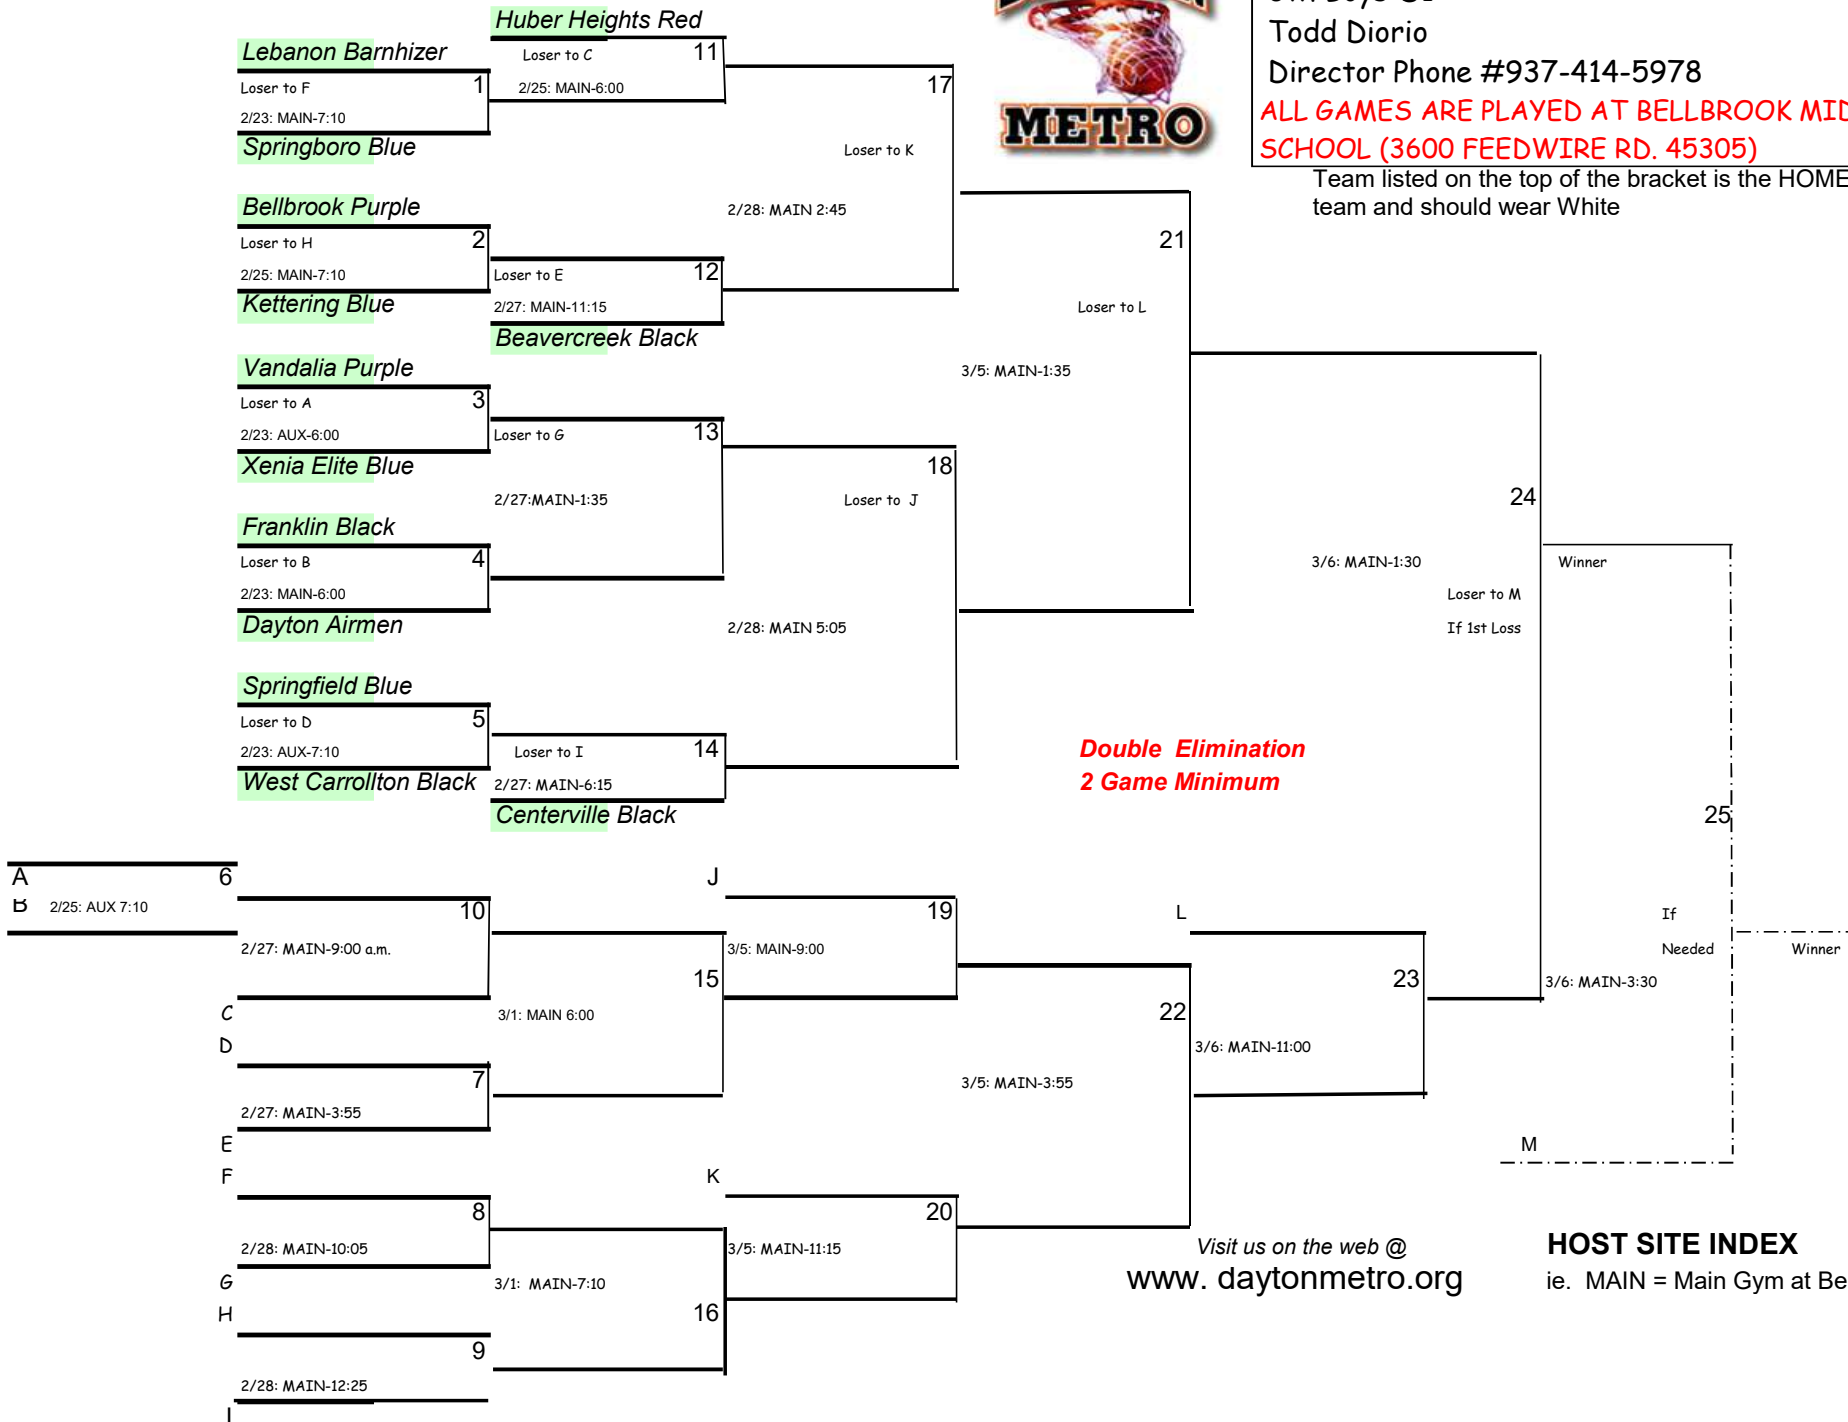 Huber Heights Red
Lebanon Barnhizer
Loser to C
11
Loser to F
1
2/25: MAIN-6:00
17
2/23: MAIN-7:10
Springboro Blue
Loser to K
METRO
Todd Diorio
Director Phone #937-414-5978
ALL GAMES ARE PLAYED AT BELLBROOK MID
SCHOOL (3600 FEEDWIRE RD. 45305)
Team listed on the top of the bracket is the HOME
team and should wear White
Bellbrook Purple
2/28: MAIN 2:45
Loser to H
2
21
2/25: MAIN-7:10
Loser to E
12
Kettering Blue
2/27: MAIN-11:15
Loser to L
Beavercreek Black
Vandalia Purple
3/5: MAIN-1:35
Loser to A
3
2/23: AUX-6:00
Loser to G
13
Xenia Elite Blue
18
2/27:MAIN-1:35
Loser to J
24
Franklin Black
Loser to B
4
3/6: MAIN-1:30
Winner
2/23: MAIN-6:00
Loser to M
Dayton Airmen
2/28: MAIN 5:05
If 1st Loss
Springfield Blue
Loser to D
5
2/23: AUX-7:10
Loser to I
14
Double Elimination
West Carrollton Black
2/27: MAIN-6:15
2 Game Minimum
Centerville Black
25
A
6
J
B
2/25: AUX 7:10
10
19
L
If
2/27: MAIN-9:00 a.m.
3/5: MAIN-9:00
Needed
Winner
15
23
3/6: MAIN-3:30
C
3/1: MAIN 6:00
22
D
3/6: MAIN-11:00
7
3/5: MAIN-3:55
2/27: MAIN-3:55
E
M
F
K
8
20
2/28: MAIN-10:05
3/5: MAIN-11:15
Visit us on the web @
HOST SITE INDEX
G
3/1: MAIN-7:10
www. daytonmetro.org
ie. MAIN = Main Gym at Be
H
16
9
2/28: MAIN-12:25
I